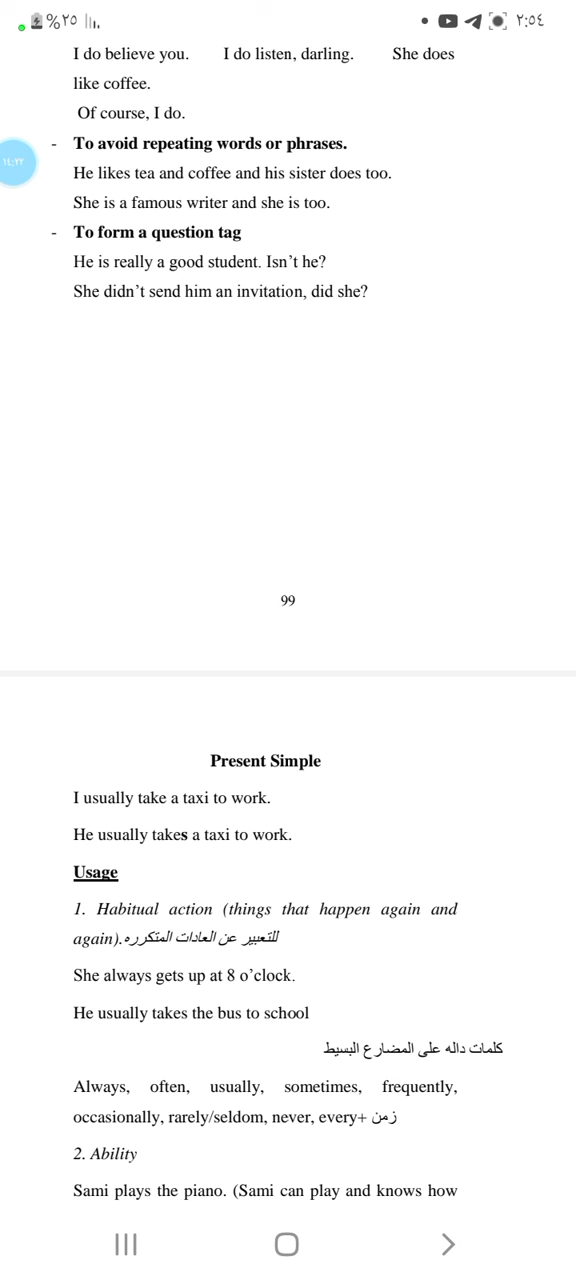 %٢٥ ٢:٥٤
I do believe you. I do listen, darling. She does
like coffee.
Of course, I do.
- To avoid repeating words or phrases.
١٤:٢٢
He likes tea and coffee and his sister does too.
She is a famous writer and she is too.
- To form a question tag
He is really a good student. Isn’t he?
She didn’t send him an invitation, did she?
99
Present Simple
I usually take a taxi to work.
He usually takes a taxi to work.
Usage
1. Habitual action (things that happen again and
again).للتعبير عن العادات المتكرره
She always gets up at 8 o’clock.
He usually takes the bus to school
كلمات داله على المضارع البسيط
Always, often, usually, sometimes, frequently,
occasionally, rarely/seldom, never, every+ زمن
2. Ability
Sami plays the piano. (Sami can play and knows how